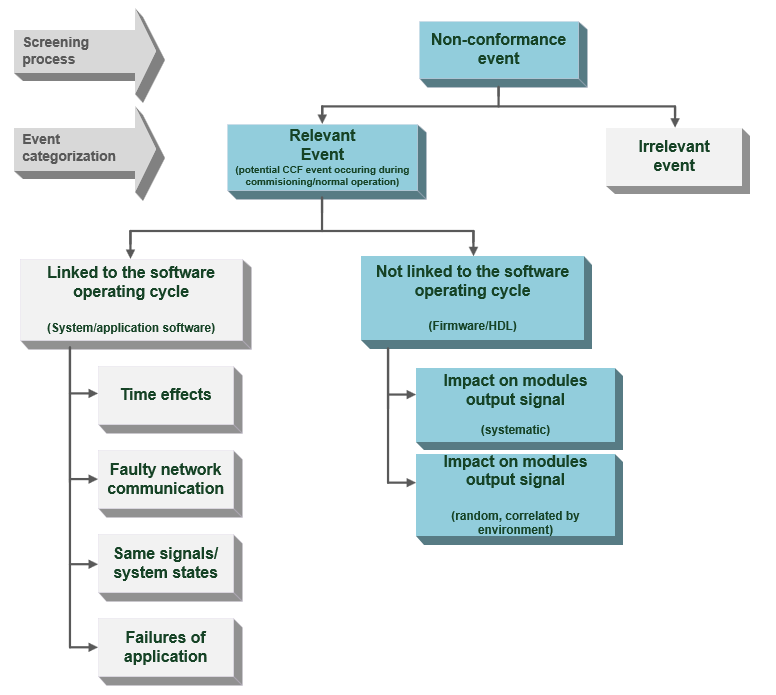 Screening
process
Non-conformance
event
Event
categorization
Relevant
Event
(potential CCF event occuring during
commisioning/normal operation)
Irrelevant
event
Linked to the software
operating cycle
(System/application software)
Not linked to the software
operating cycle
(Firmware/HDL)
Time effects
Faulty network
communication
Same signals/
system states
Failures of
application
Impact on modules
output signal
(systematic)
Impact on modules
output signal
(random, correlated by
environment)